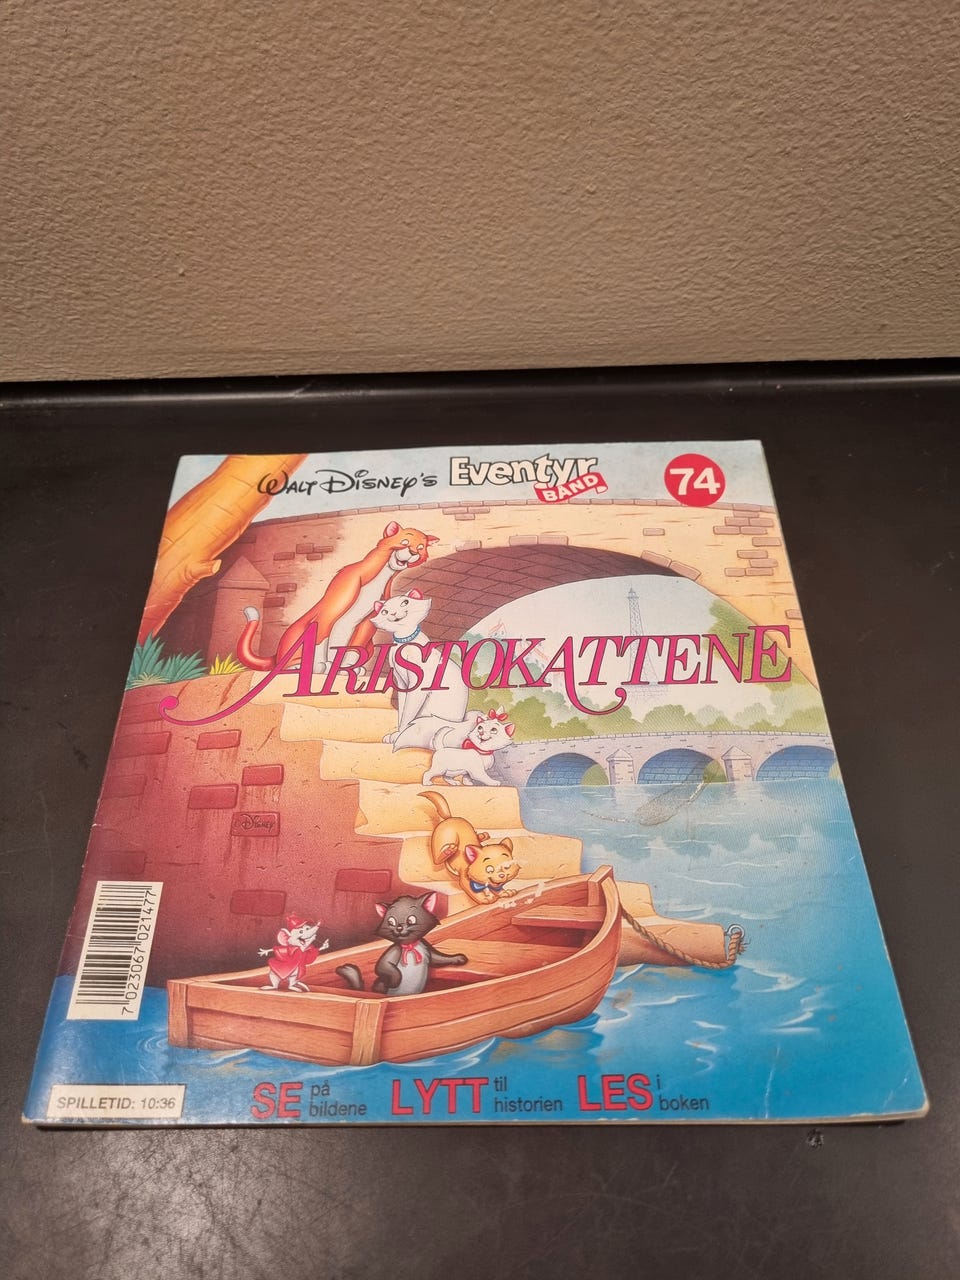 WALT DISNEY'S Eventyr BÅND 74
ARISTOKATTENE
Disney
7 023067 021477
SPILLETID: 10:36
SE på bildene LYTT til historien LES i boken